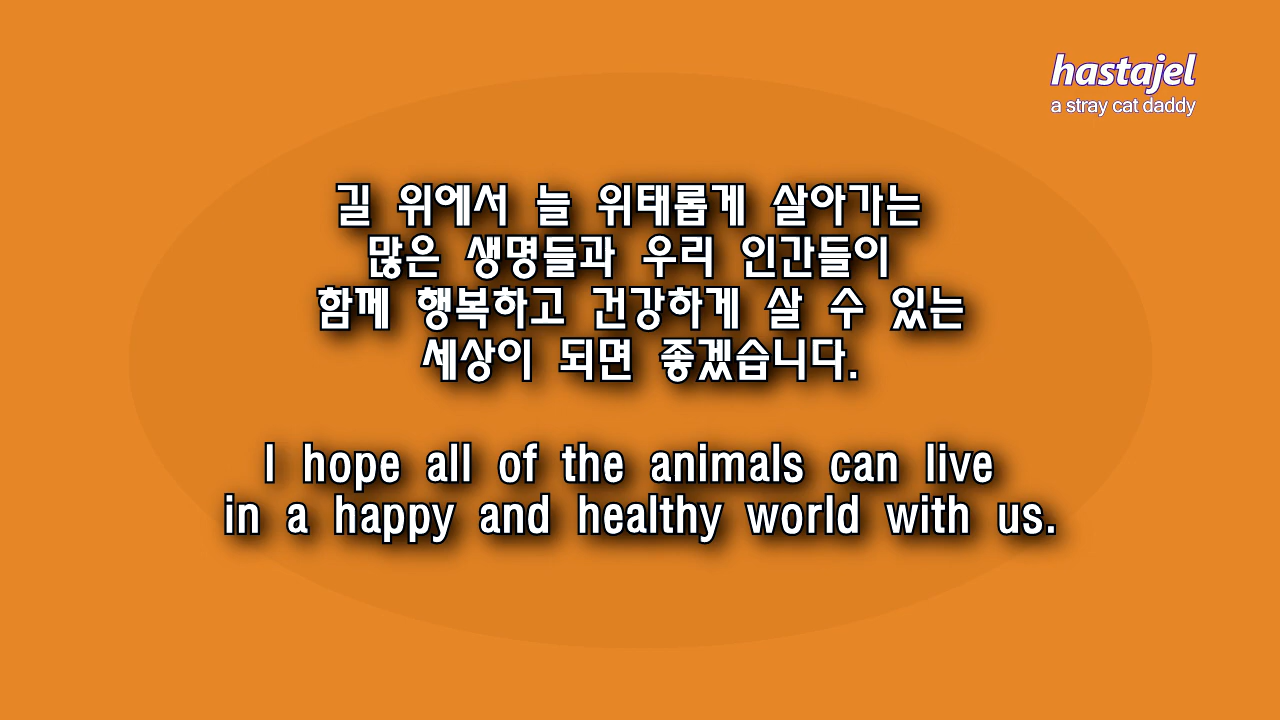 hastajel
a stray cat daddy
길 위에서 늘 위태롭게 살아가는
많은 생명들과 우리 인간들이
함께 행복하고 건강하게 살 수 있는
세상이 되면 좋겠습니다.
I hope all of the animals can live
in a happy and healthy world with us.